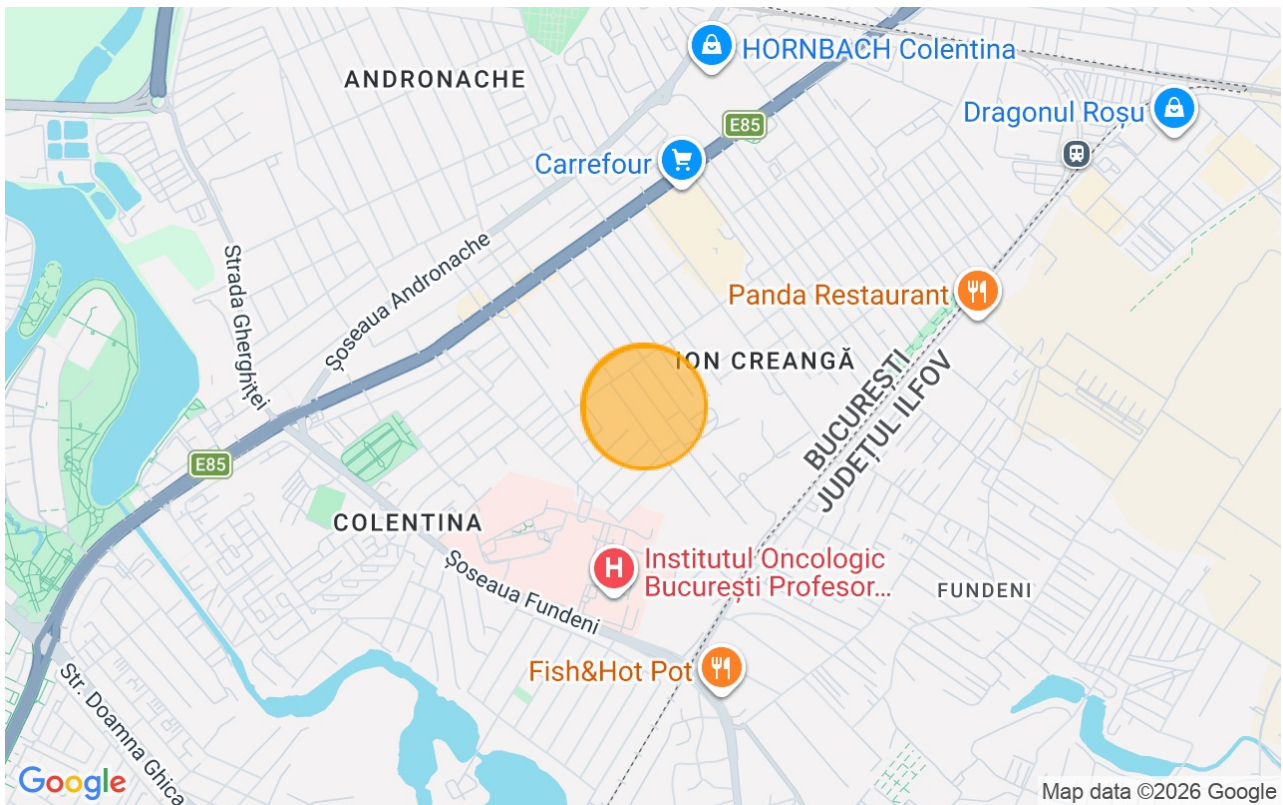 HORNBACH Colentina
ANDRONACHE
Dragonul Roșu
E85
Carrefour
Șoseaua Andronache
Strada Gherghiței
Panda Restaurant
ION CREANGĂ
BUCUREȘTI
JUDEȚUL ILFOV
E85
COLENTINA
H
Institutul Oncologic
București Profesor...
FUNDENI
Șoseaua Fundeni
Fish&Hot Pot
Str. Doamna Ghica
Google
Map data ©2026 Google